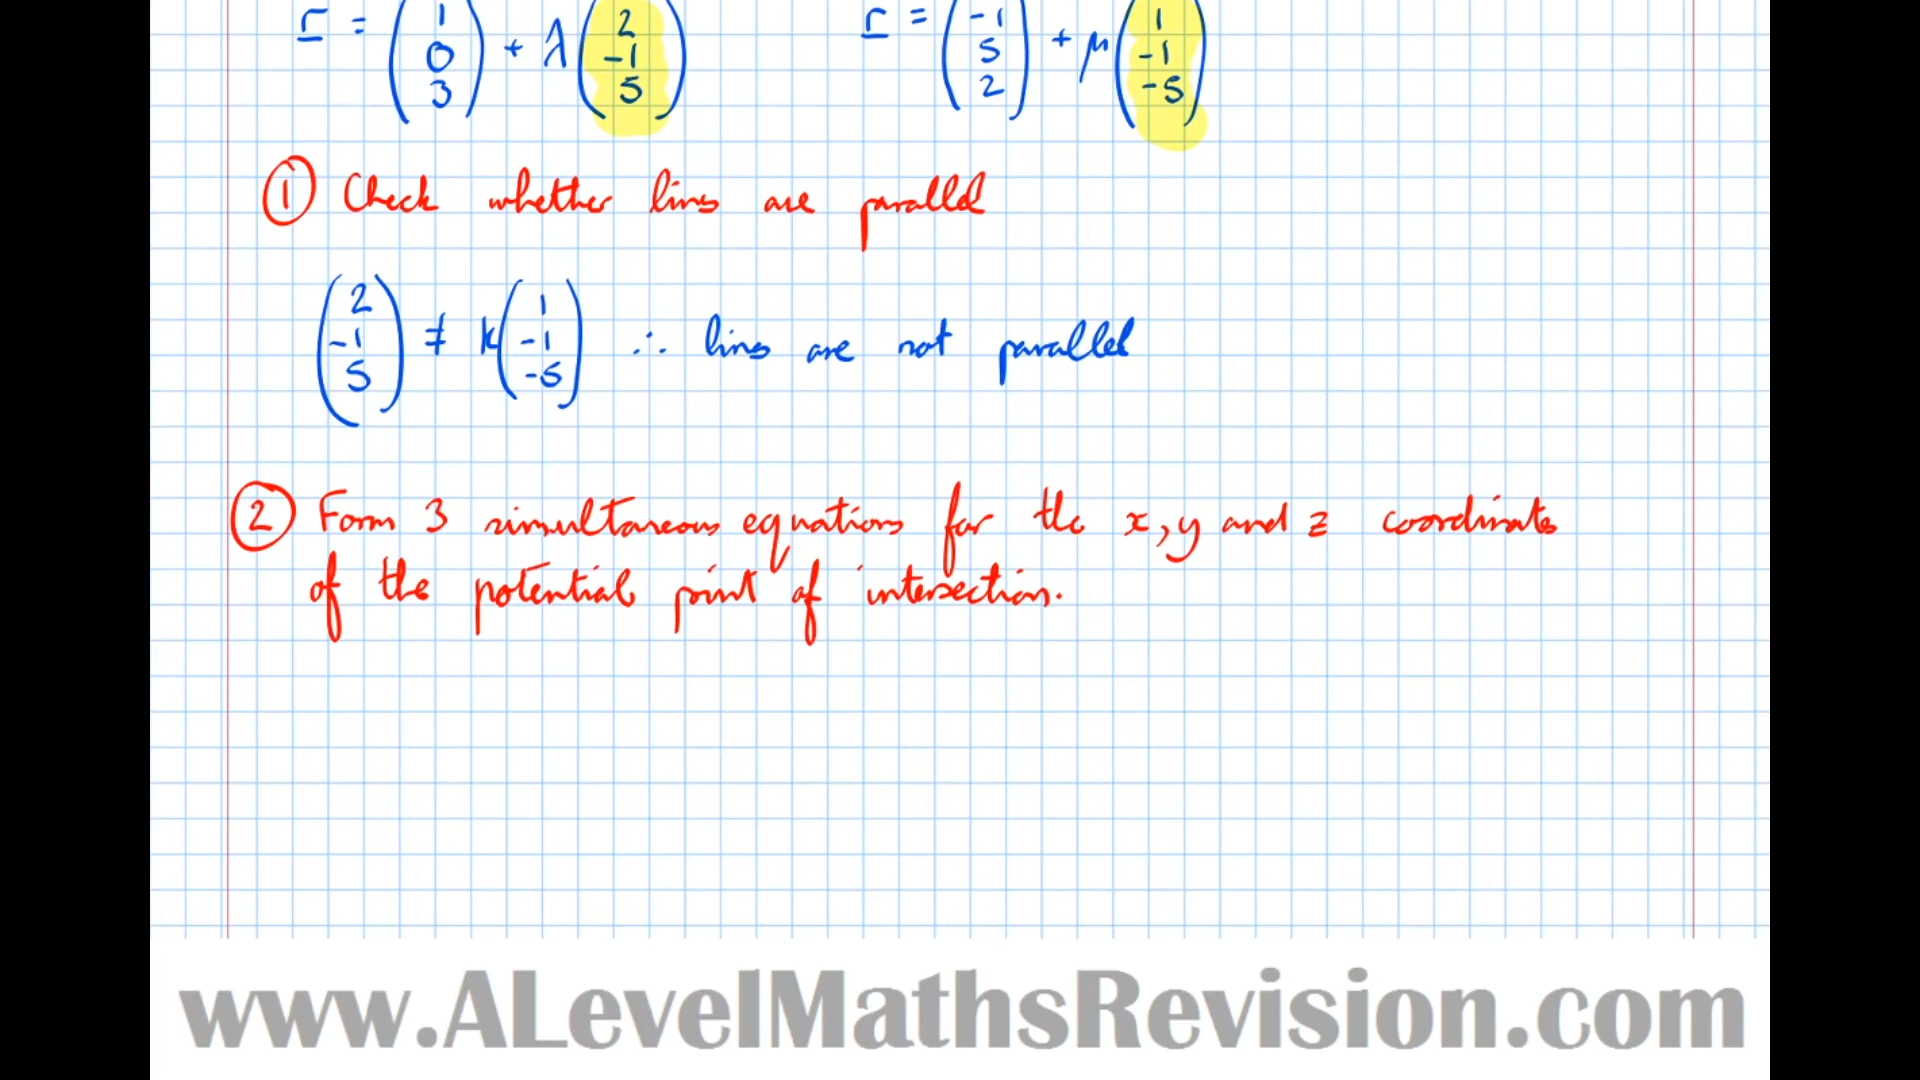 r = (1 0 3) + λ (2 -1 5) r = (-1 5 2) + μ (1 -1 -5)
① Check whether lines are parallel
(2 -1 5) ≠ k (1 -1 -5) ∴ lines are not parallel
② Form 3 simultaneous equations for the x, y and z coordinates
of the potential point of intersection.
www.ALevelMathsRevision.com